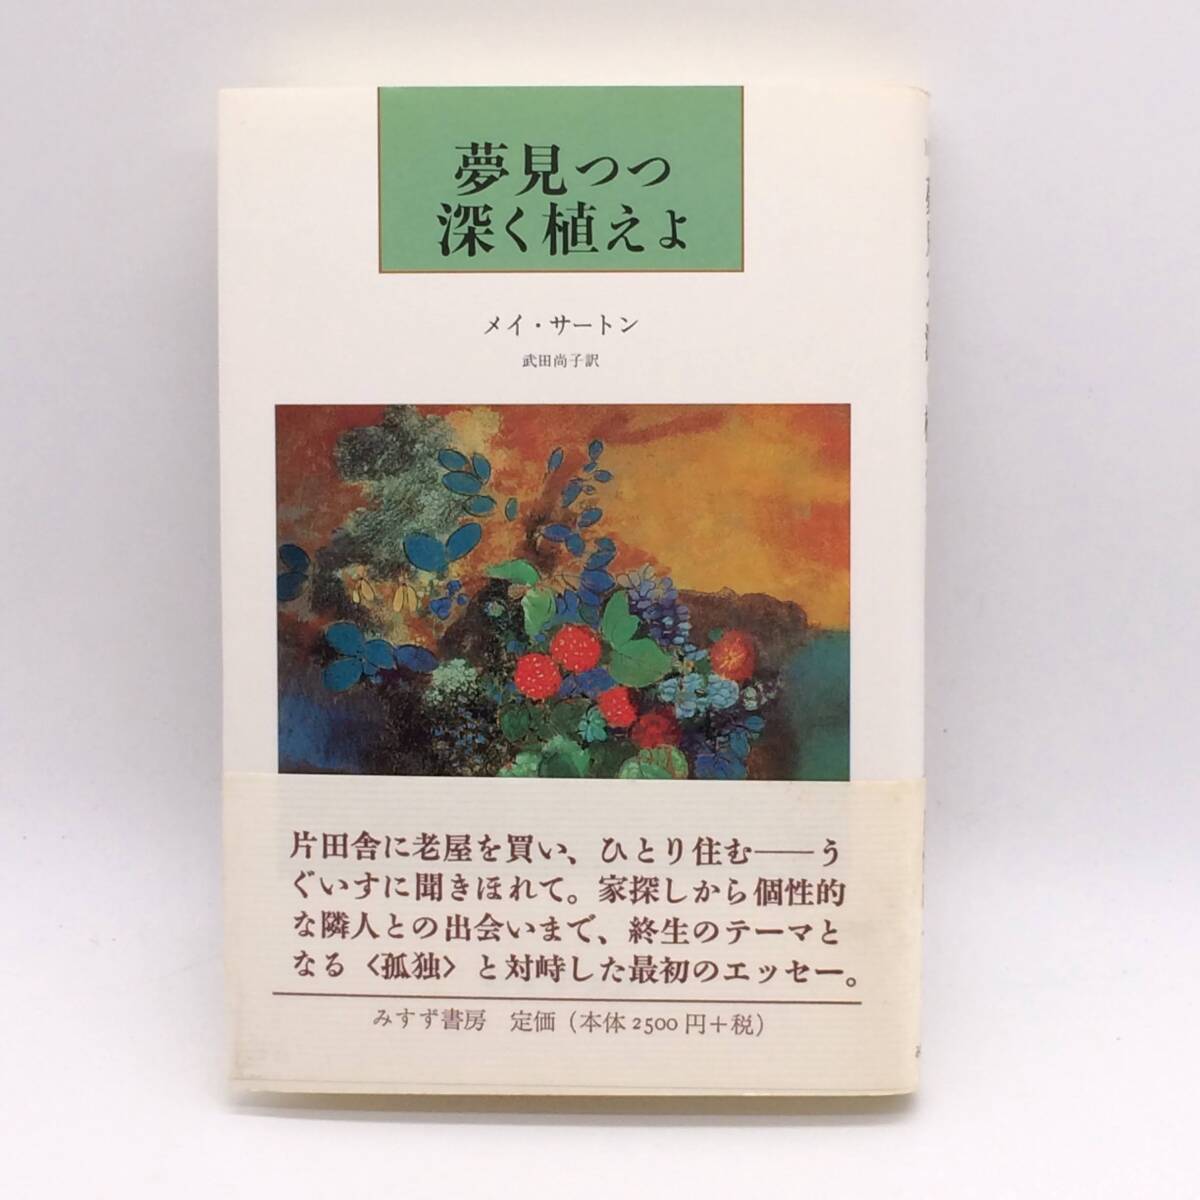 夢見つつ
深く植えよ
メイ・サートン
武田尚子訳
片田舎に老屋を買い、ひとり住む――う
ぐいすに聞きほれて。家探しから個性的
な隣人との出会いまで、終生のテーマと
なる〈孤独〉と対峙した最初のエッセー。
みすず書房 定価（本体2500円＋税）